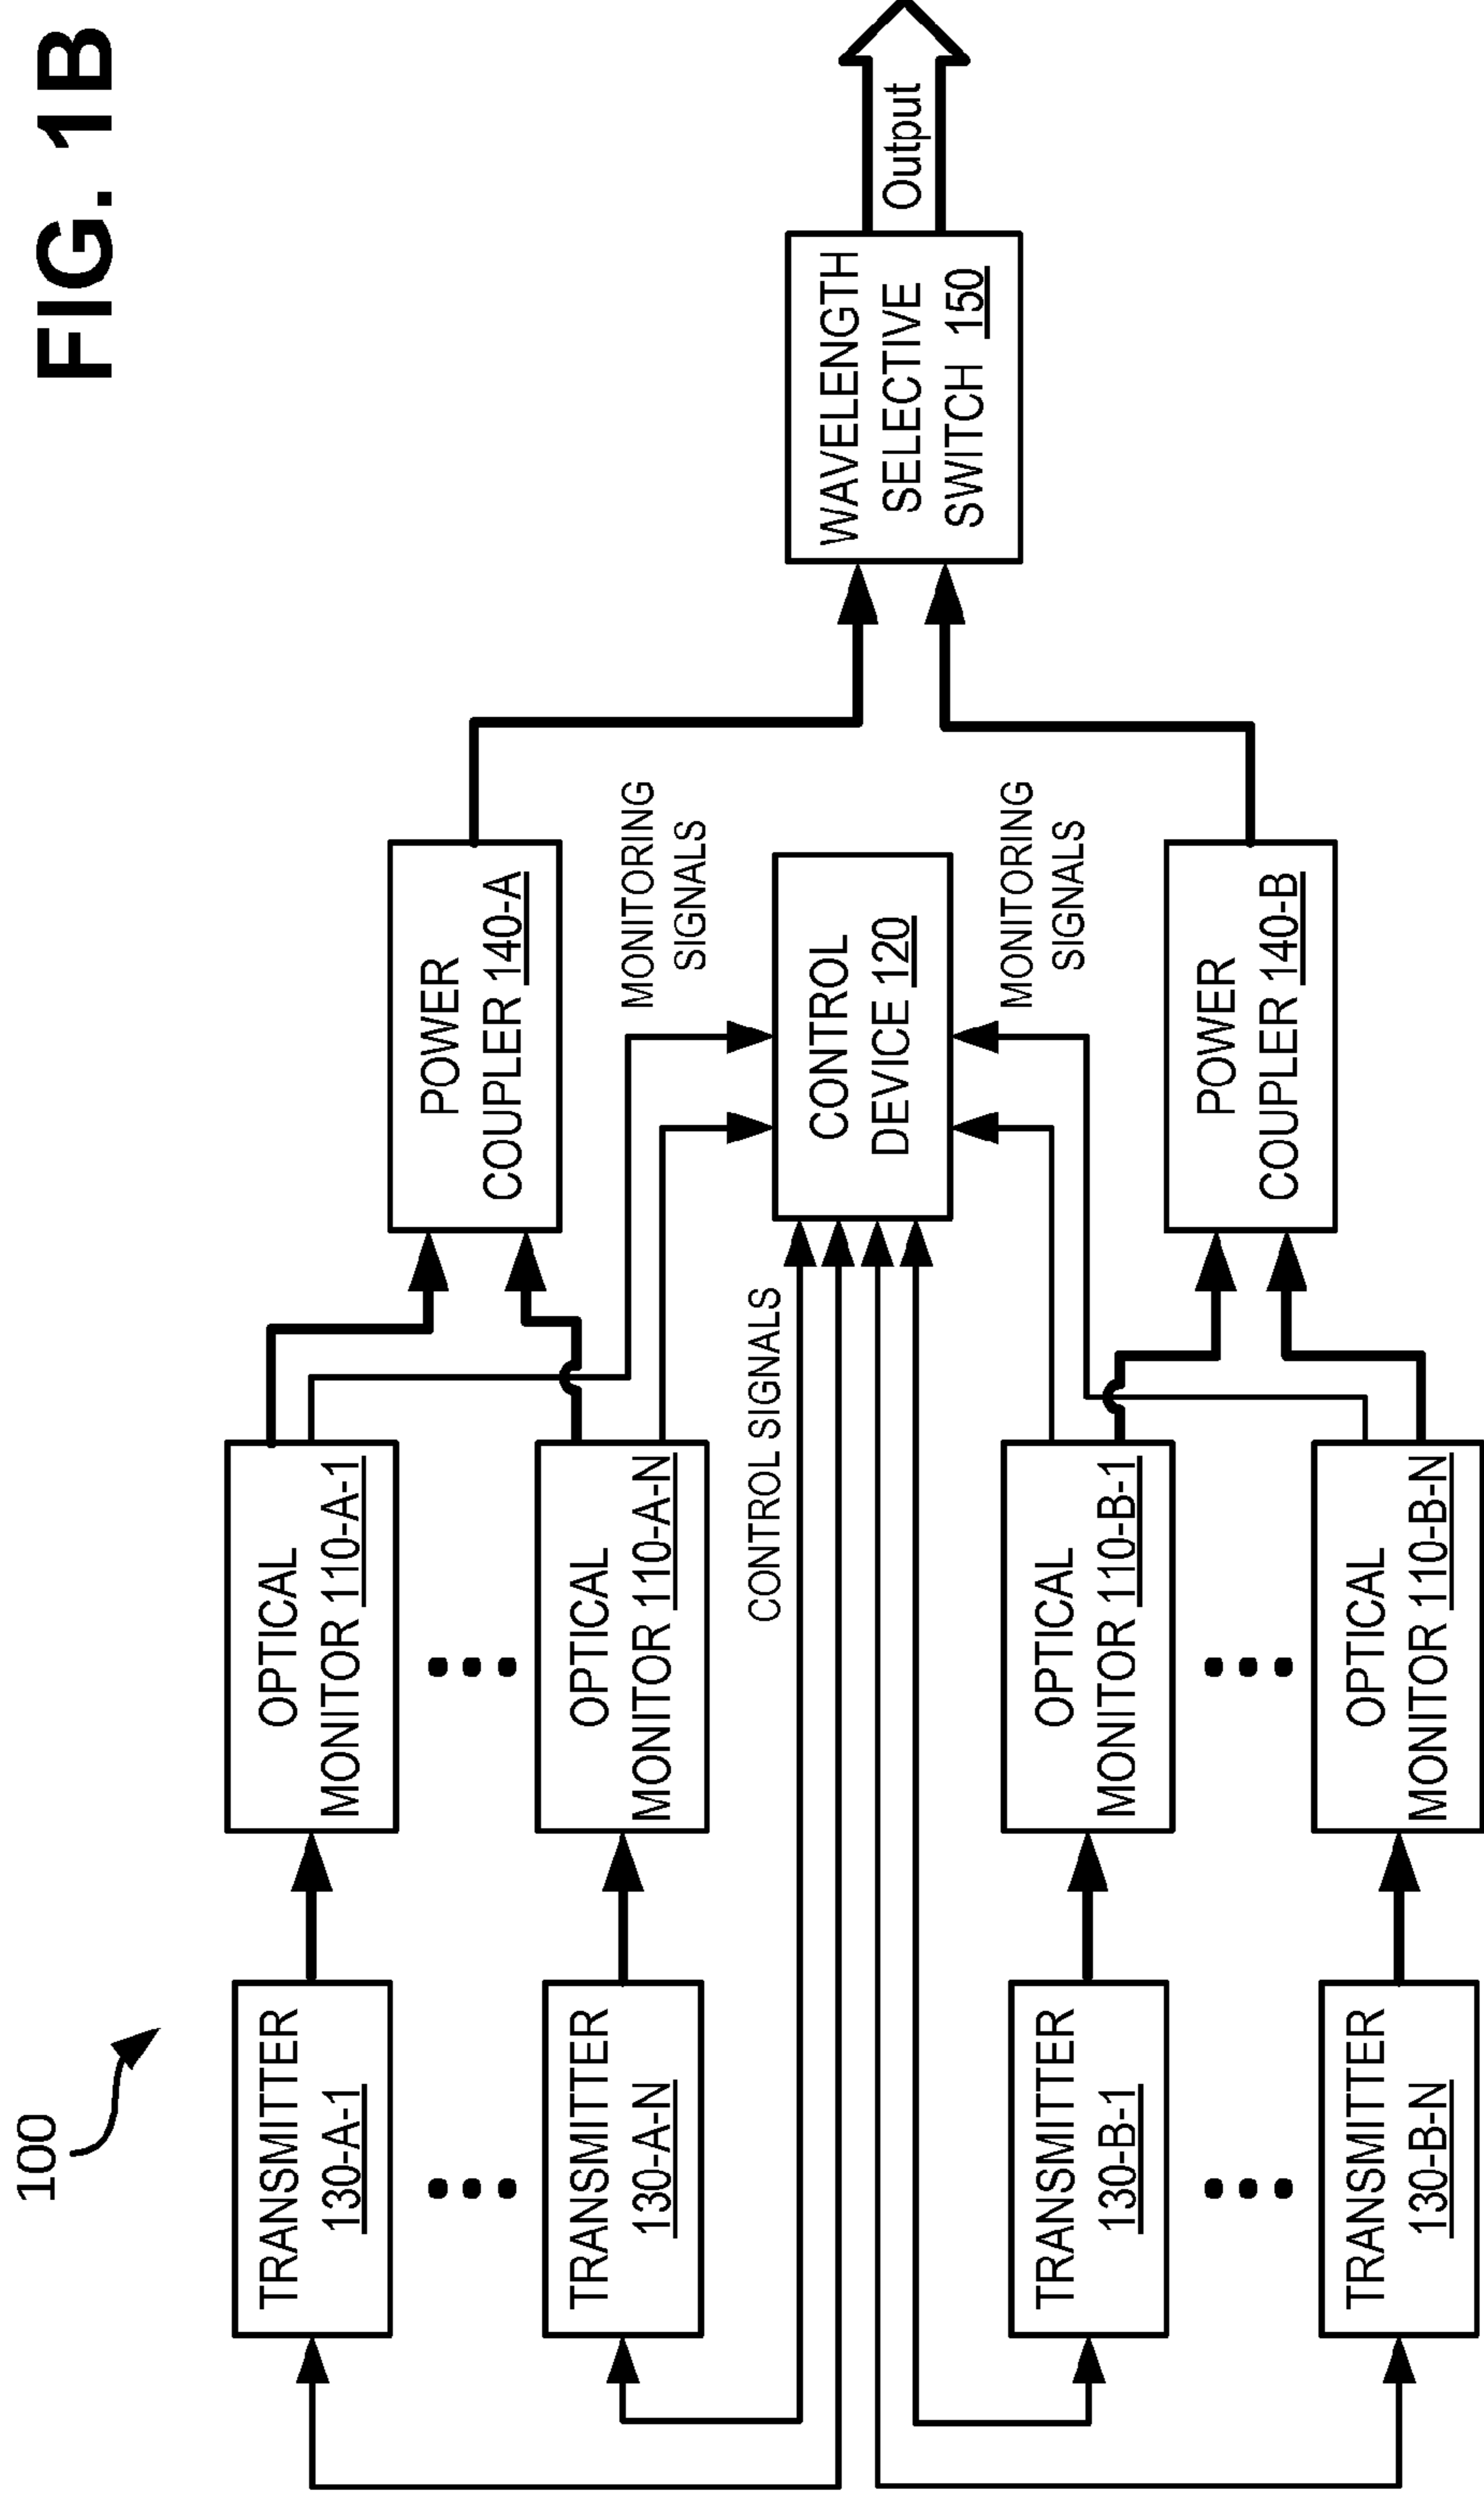 FIG. 1B
100
TRANSMITTER
130-A-1
OPTICAL
MONITOR 110-A-1
POWER
COUPLER 140-A
TRANSMITTER
130-A-N
OPTICAL
MONITOR 110-A-N
MONITORING
SIGNALS
CONTROL SIGNALS
CONTROL
DEVICE 120
WAVELENGTH
SELECTIVE
SWITCH 150
Output
MONITORING
SIGNALS
TRANSMITTER
130-B-1
OPTICAL
MONITOR 110-B-1
POWER
COUPLER 140-B
TRANSMITTER
130-B-N
OPTICAL
MONITOR 110-B-N